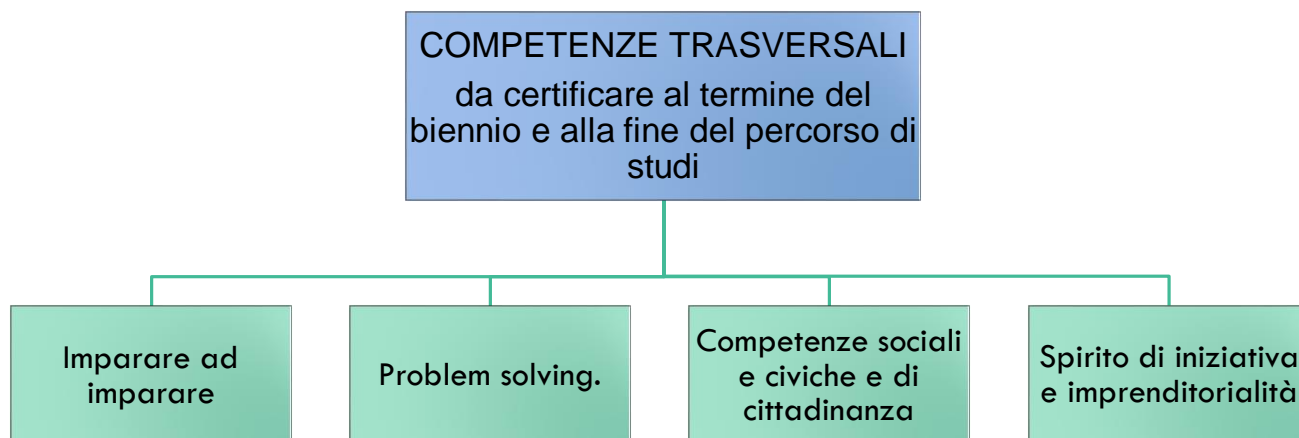 COMPETENZE TRASVERSALI
da certificare al termine del
biennio e alla fine del percorso di
studi
Imparare ad
imparare
Problem solving.
Competenze sociali
e civiche e di
cittadinanza
Spirito di iniziativa
e imprenditorialità